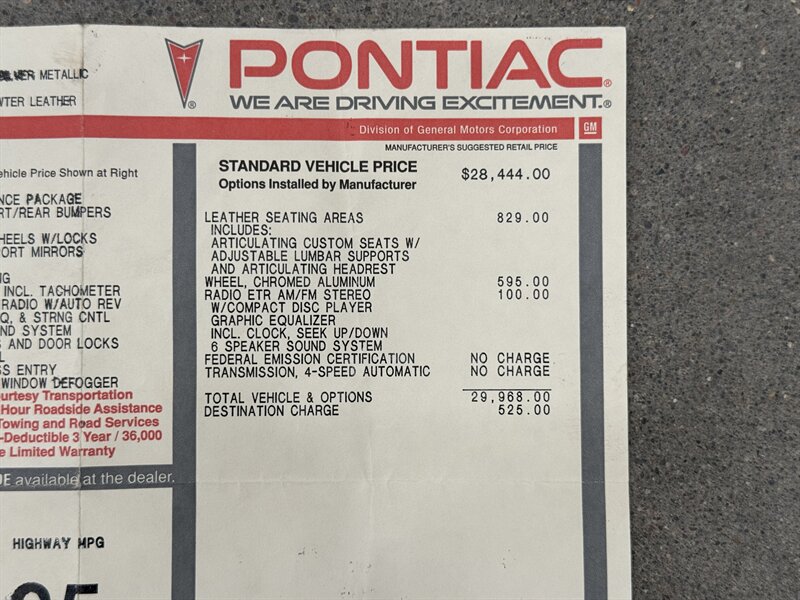 SILVER METALLIC
WTER LEATHER
PONTIAC®
WE ARE DRIVING EXCITEMENT.®
Division of General Motors Corporation
GM
MANUFACTURER'S SUGGESTED RETAIL PRICE
ehicle Price Shown at Right
NCE PACKAGE
RT/REAR BUMPERS
HEELS W/LOCKS
ORT MIRRORS
NG
INCL. TACHOMETER
RADIO W/AUTO REV
Q, & STRNG CNTL
ND SYSTEM
S AND DOOR LOCKS
L
SS ENTRY
WINDOW DEFOGGER
urtesy Transportation
Hour Roadside Assistance
Towing and Road Services
-Deductible 3 Year / 36,000
e Limited Warranty
DE available at the dealer.
HIGHWAY MPG
STANDARD VEHICLE PRICE $28,444.00
Options Installed by Manufacturer
LEATHER SEATING AREAS 829.00
INCLUDES:
ARTICULATING CUSTOM SEATS W/
ADJUSTABLE LUMBAR SUPPORTS
AND ARTICULATING HEADREST
WHEEL, CHROMED ALUMINUM 595.00
RADIO ETR AM/FM STEREO 100.00
W/COMPACT DISC PLAYER
GRAPHIC EQUALIZER
INCL. CLOCK, SEEK UP/DOWN
6 SPEAKER SOUND SYSTEM
FEDERAL EMISSION CERTIFICATION NO CHARGE
TRANSMISSION, 4-SPEED AUTOMATIC NO CHARGE
TOTAL VEHICLE & OPTIONS 29,968.00
DESTINATION CHARGE 525.00